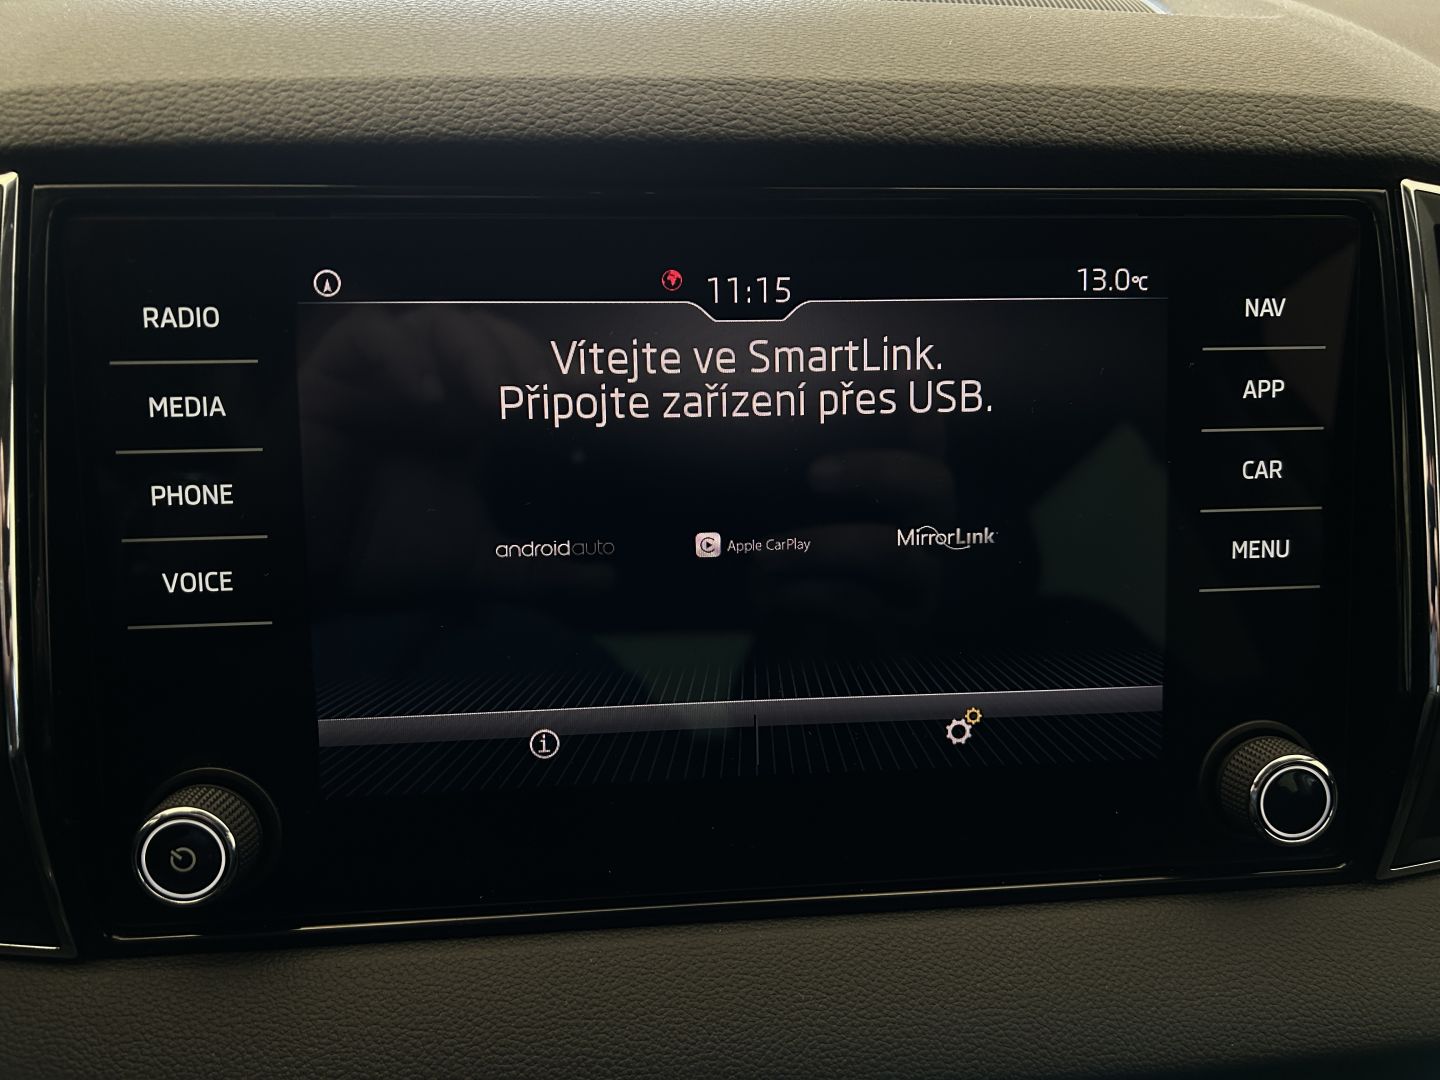 11:15
13.0°C
RADIO
MEDIA
PHONE
VOICE
Vítejte ve SmartLink.
Připojte zařízení přes USB.
androidauto
Apple CarPlay
MirrorLink
NAV
APP
CAR
MENU